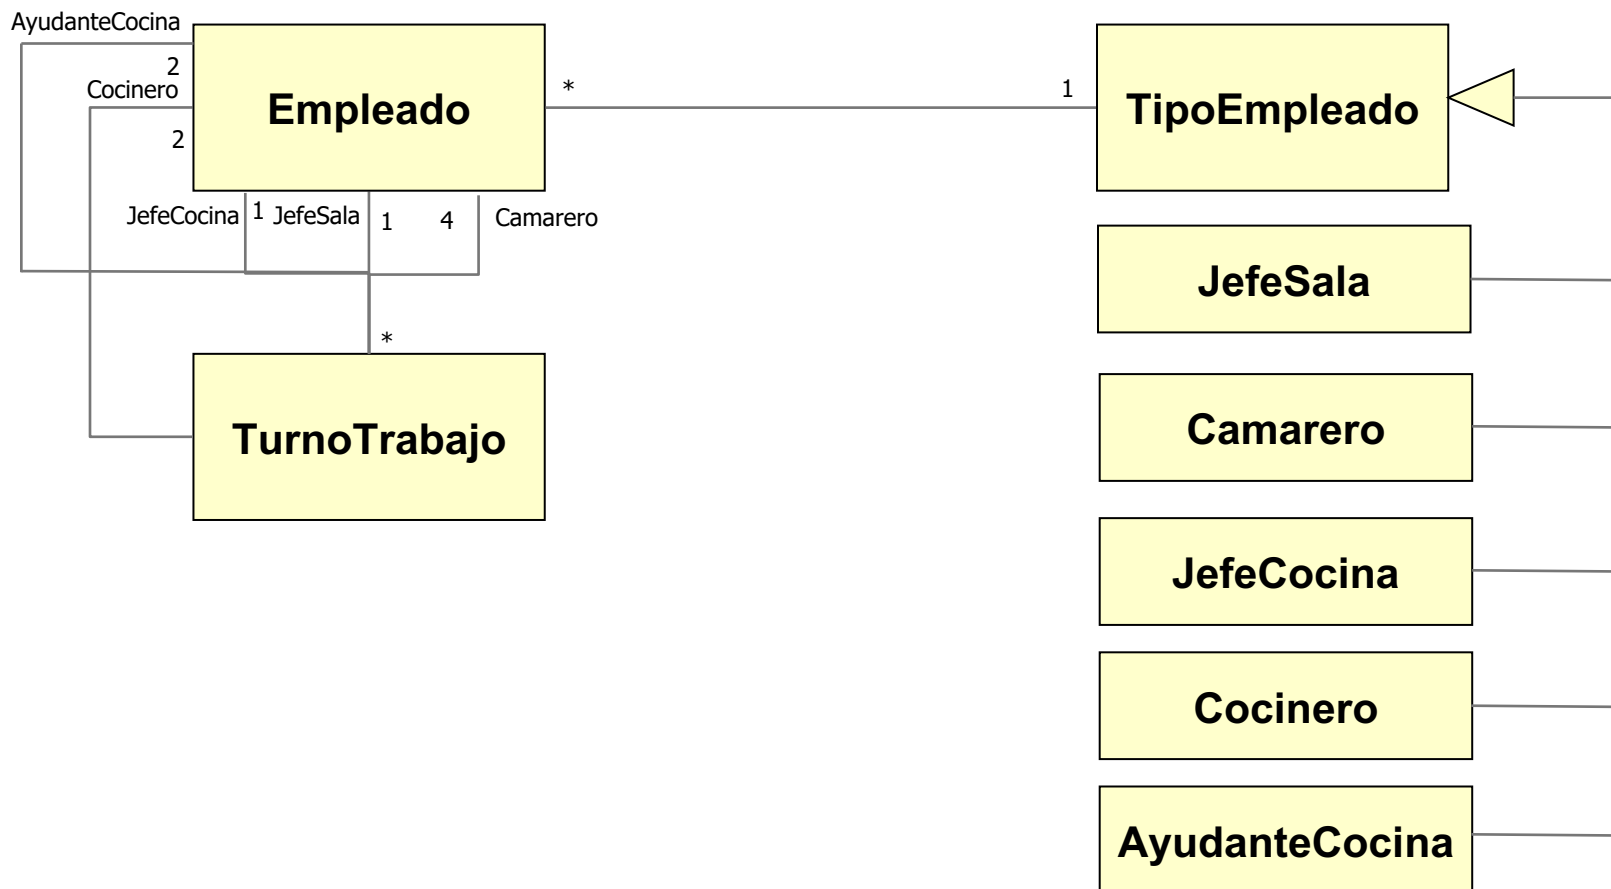 AyudanteCocina
2
Cocinero
2
Empleado
*
1
TipoEmpleado
JefeCocina
1
JefeSala
1
4
Camarero
*
TurnoTrabajo
JefeSala
Camarero
JefeCocina
Cocinero
AyudanteCocina